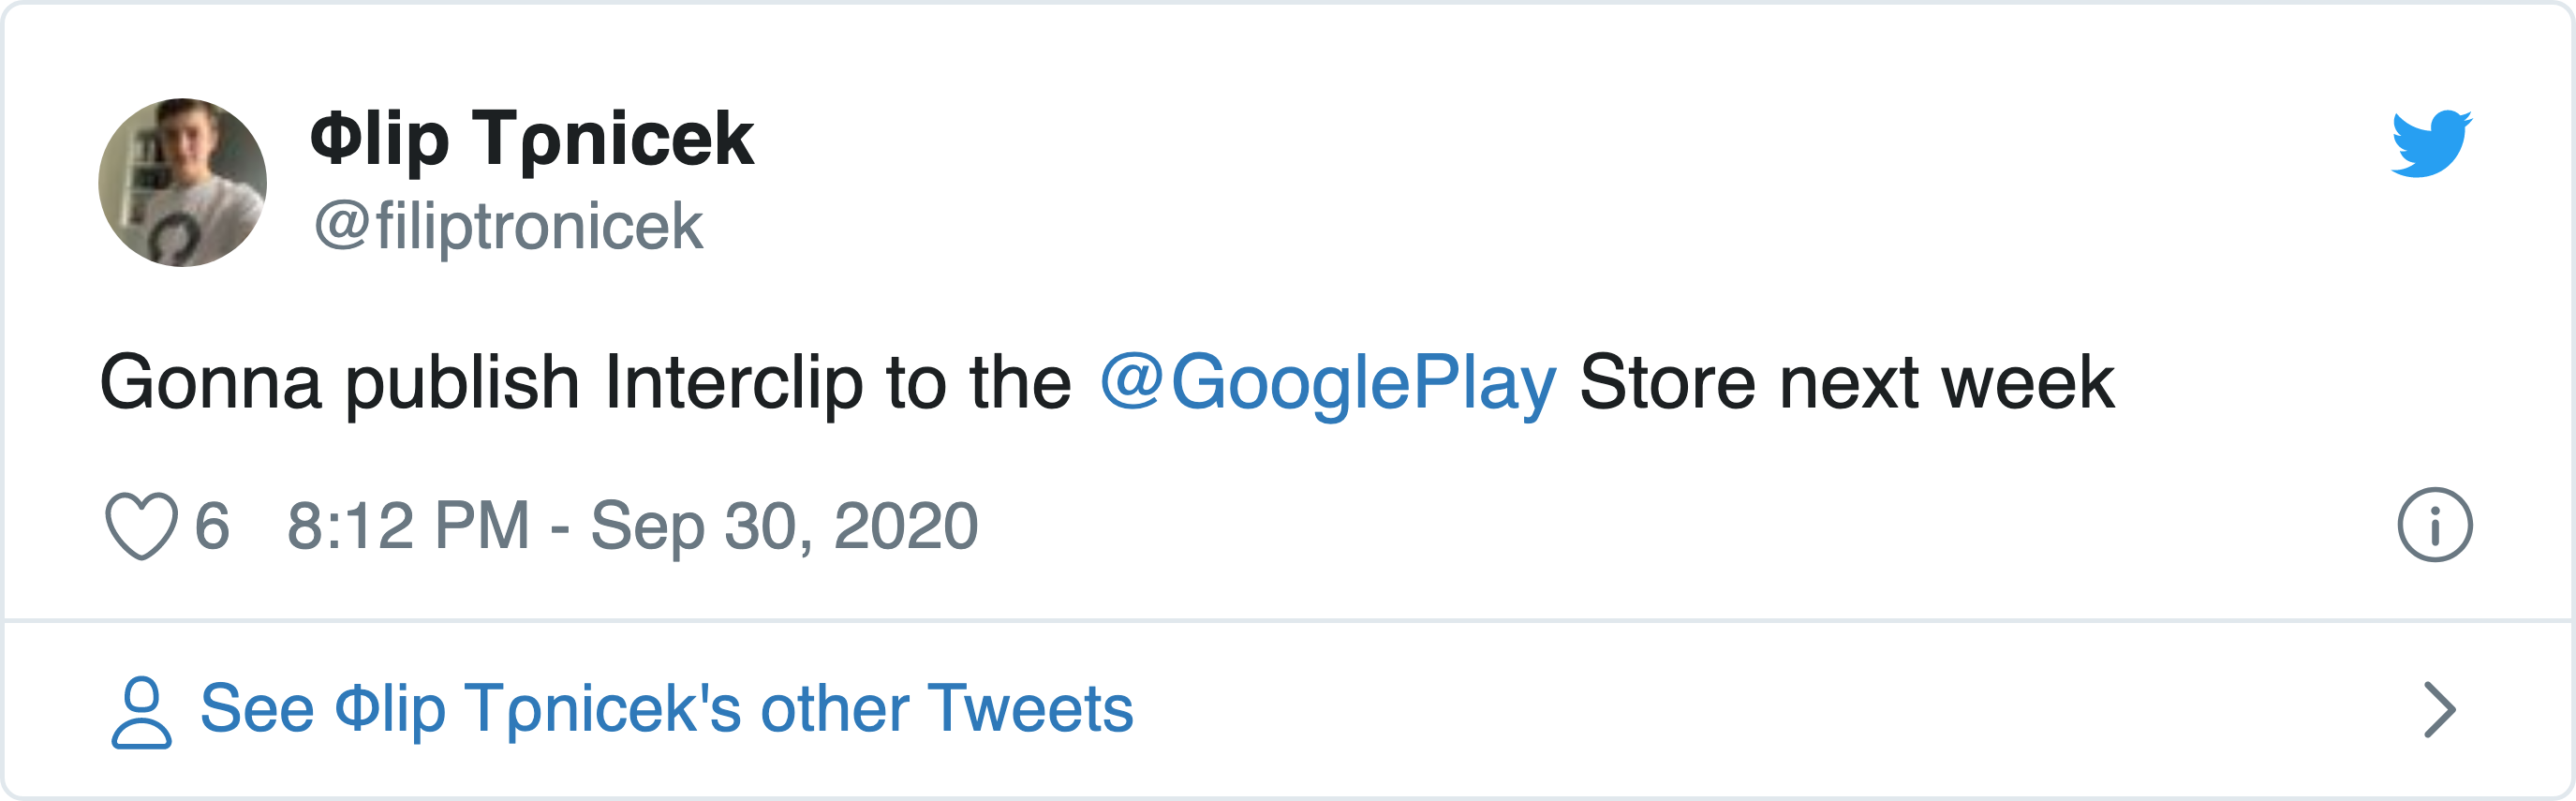 Φlip Tρnicek
@filiptronicek
Gonna publish Interclip to the @GooglePlay Store next week
6 8:12 PM - Sep 30, 2020
See Φlip Tρnicek's other Tweets